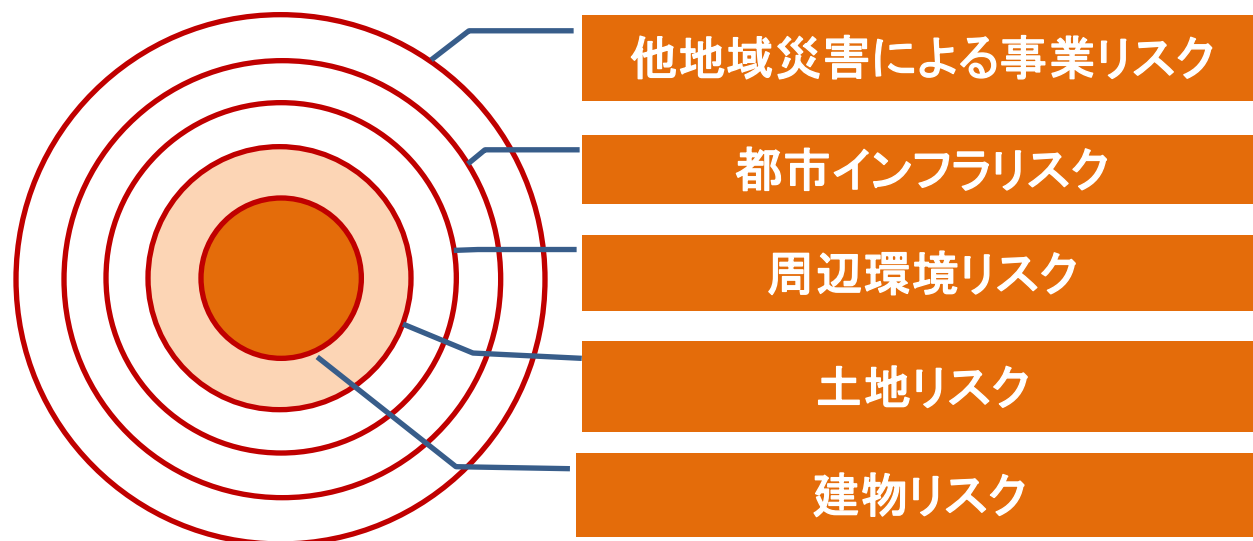 他地域災害による事業リスク
都市インフラリスク
周辺環境リスク
土地リスク
建物リスク